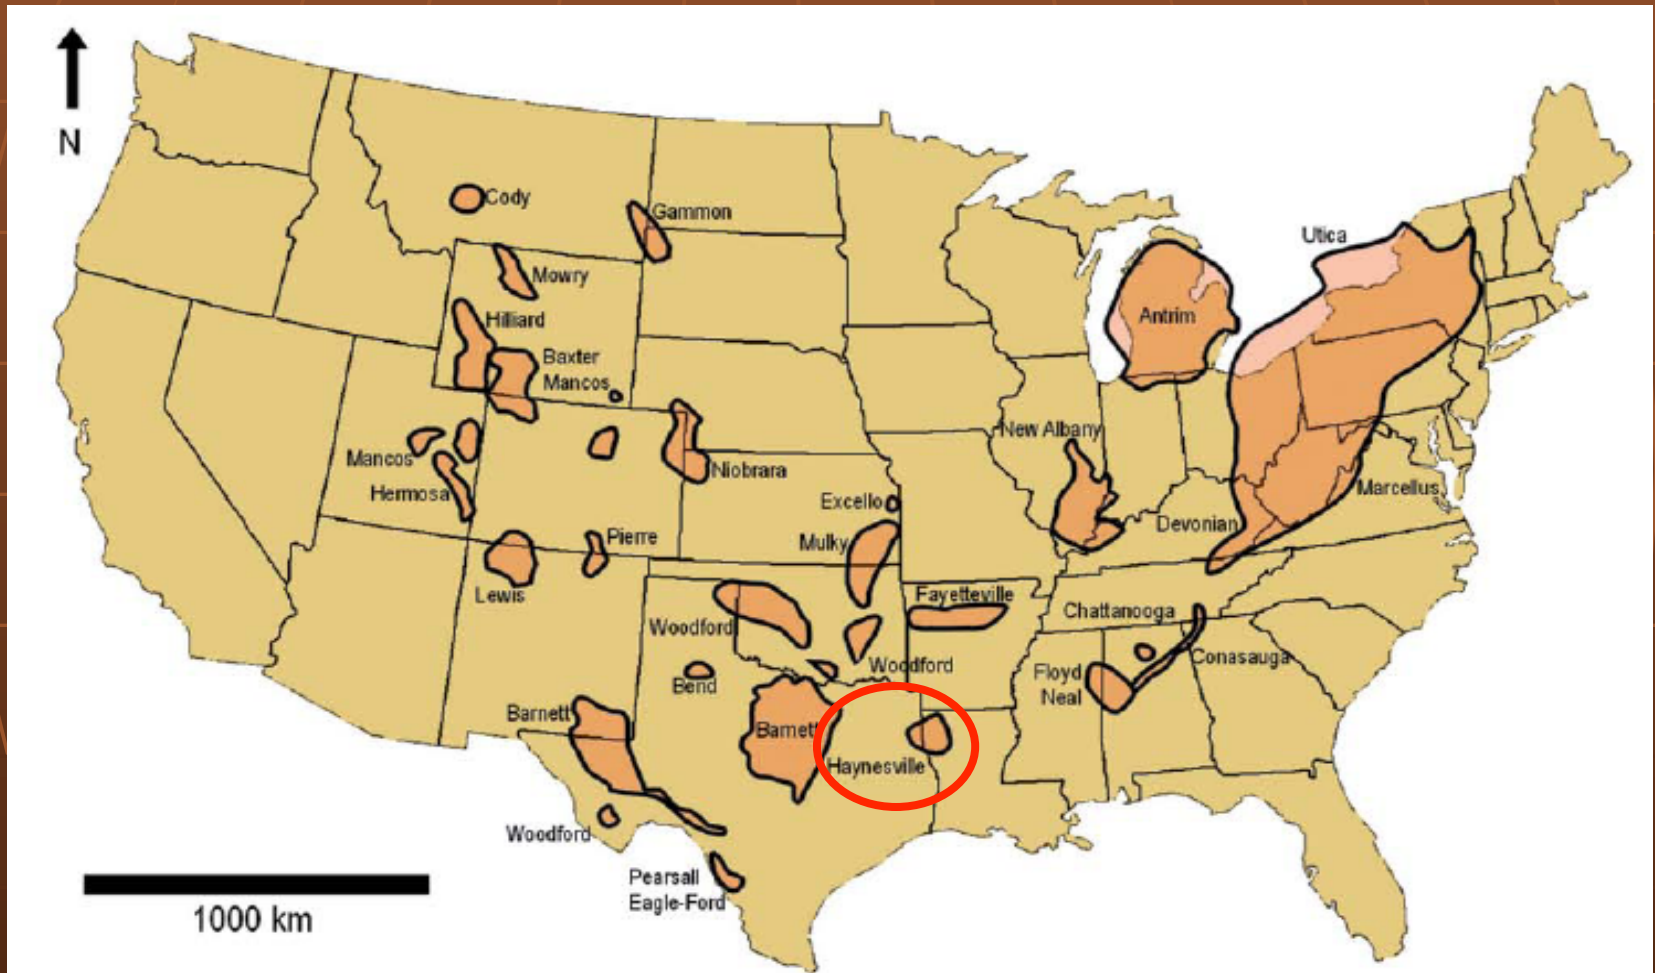 N
Cody
Gammon
Utica
Mowry
Hilliard
Antrim
Baxter
Mancos
New Albany
Mancos
Niobrara
Hermosa
Excello
Marcellus
Devonian
Pierre
Mulky
Lewis
Fayetteville
Chattanooga
Woodford
Woodford
Conasauga
Bend
Floyd
Neal
Barnett
Barnett
Haynesville
Woodford
Pearsall
Eagle-Ford
1000 km